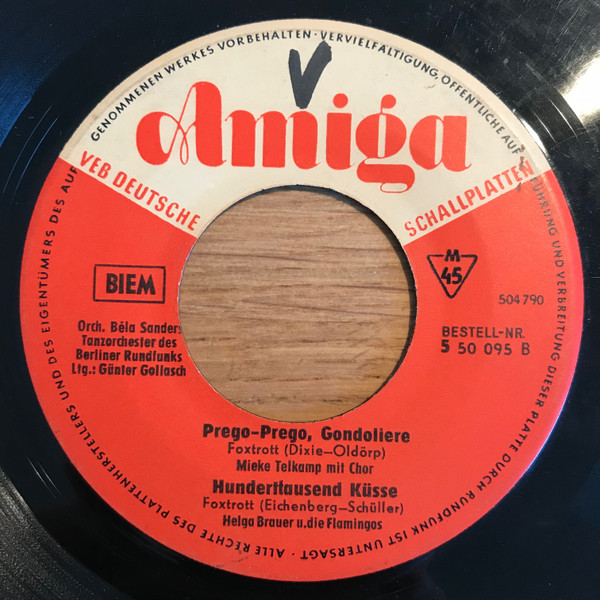 ALLE RECHTE DES PLATTENHERSTELLERS UND DES EIGENTÜMERS DES AUFGENOMMENEN WERKES VORBEHALTEN · VERVIELFÄLTIGUNG, ÖFFENTLICHE AUFFÜHRUNG UND VERBREITUNG DIESER PLATTE DURCH RUNDFUNK IST UNTERSAGT ·
V
Amiga
VEB DEUTSCHE SCHALLPLATTEN
BIEM
M
45
504 790
Orch. Béla Sanders
Tanzorchester des
Berliner Rundfunks
Ltg.: Günter Gollasch
BESTELL-NR.
5 50 095 B
Prego-Prego, Gondoliere
Foxtrott (Dixie—Oldörp)
Mieke Telkamp mit Chor
Hunderttausend Küsse
Foxtrott (Eichenberg—Schüller)
Helga Brauer u.die Flamingos